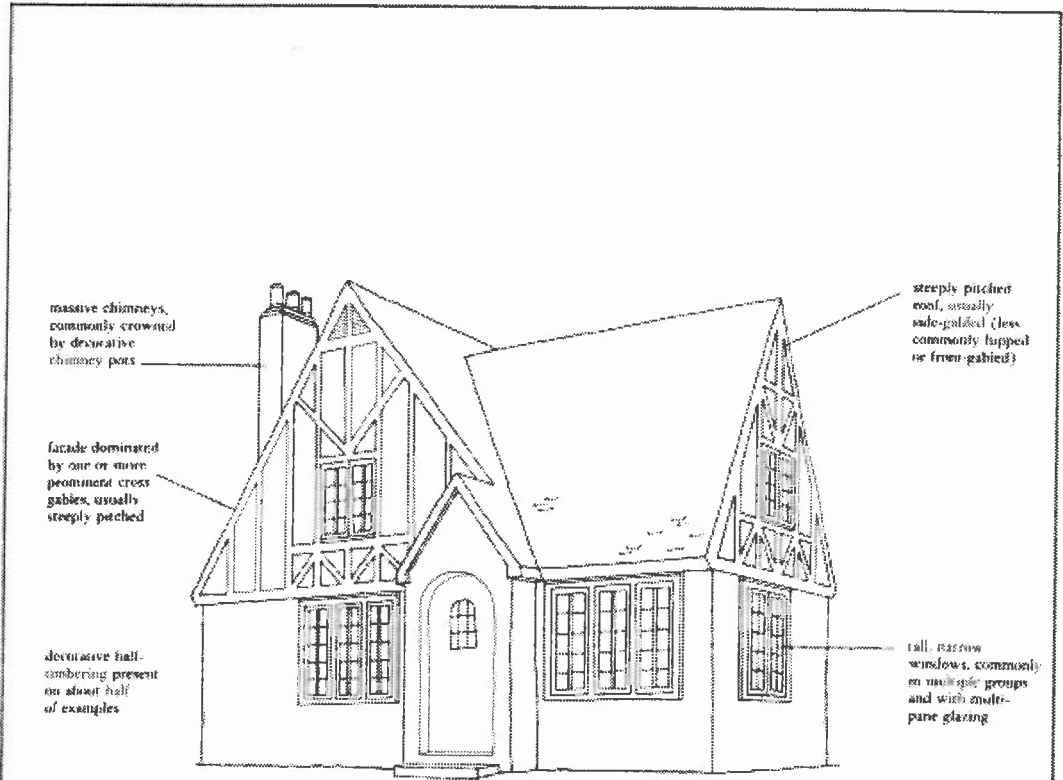 massive chimneys,
commonly crowned
by decorative
chimney pots
facade dominated
by one or more
prominent cross
gables, usually
steeply pitched
decorative half-
timbering present
on about half
of examples
steeply pitched
roof, usually
side-gabled (less
commonly hipped
or front-gabled)
tall, narrow
windows, commonly
in multiple groups
and with multi-
pane glazing